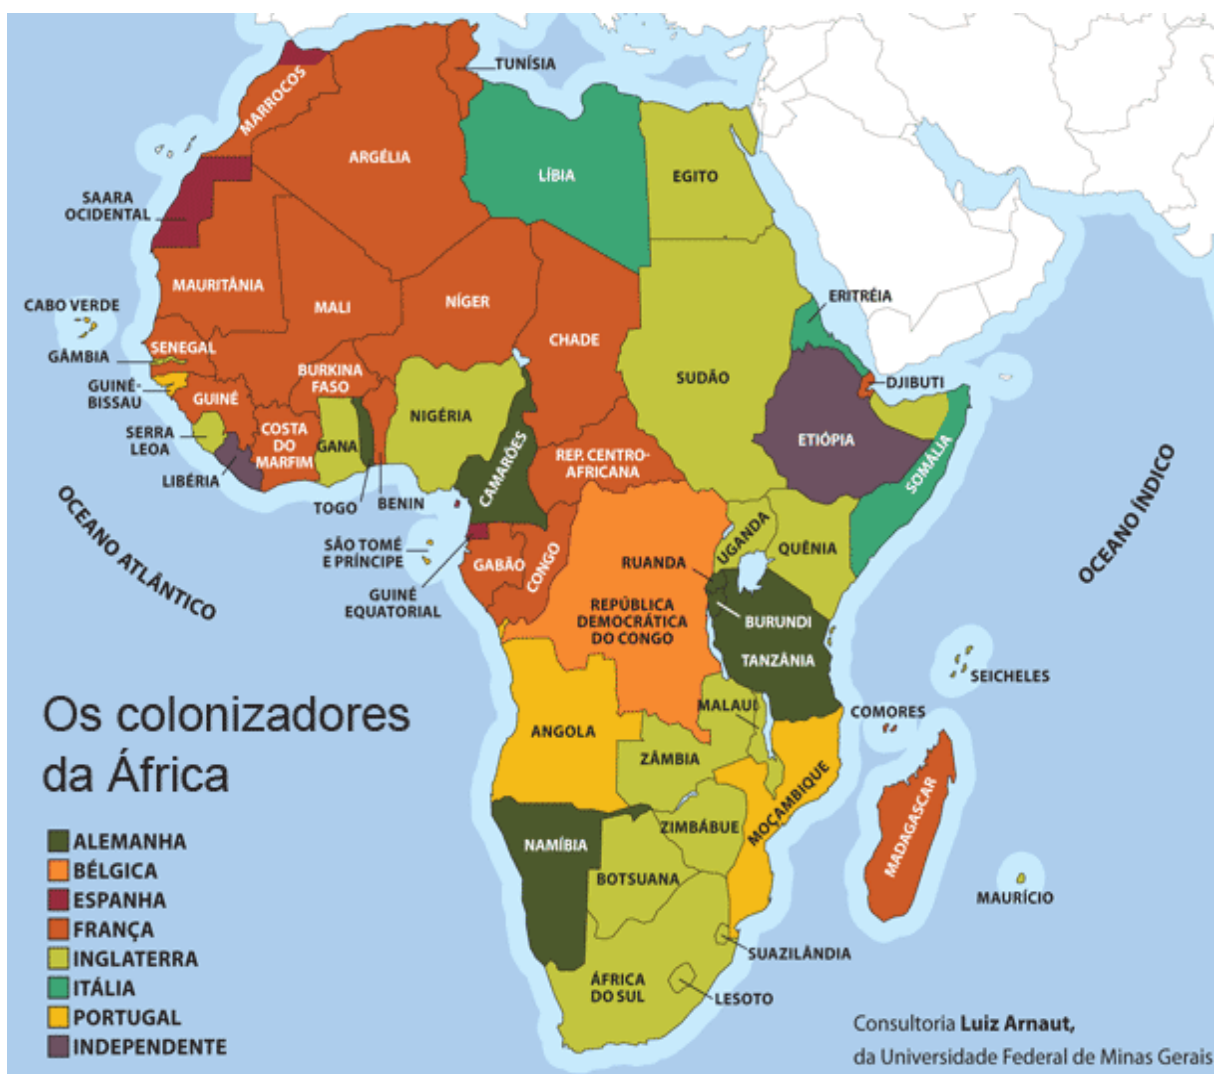 TUNÍSIA
MARROCOS
ARGÉLIA
LÍBIA
EGITO
SAARA
OCIDENTAL
MAURITÂNIA
MALI
NÍGER
CHADE
SUDÃO
ERITRÉIA
CABO VERDE
SENEGAL
GÂMBIA
GUINÉ-
BISSAU
GUINÉ
BURKINA
FASO
DJIBUTI
NIGÉRIA
SERRA
LEOA
COSTA
DO
MARFIM
GANA
ETIÓPIA
SOMÁLIA
LIBÉRIA
TOGO
BENIN
CAMARÕES
REP. CENTRO-
AFRICANA
OCEANO ATLÂNTICO
OCEANO ÍNDICO
SÃO TOMÉ
E PRÍNCIPE
GUINÉ
EQUATORIAL
GABÃO
CONGO
UGANDA
QUÊNIA
RUANDA
REPÚBLICA
DEMOCRÁTICA
DO CONGO
BURUNDI
TANZÂNIA
SEICHELES
COMORES
MALAUI
ANGOLA
ZÂMBIA
MOÇAMBIQUE
MADAGASCAR
NAMÍBIA
ZIMBÁBUE
BOTSUANA
MAURÍCIO
SUAZILÂNDIA
ÁFRICA
DO SUL
LESOTO
Os colonizadores
da África
ALEMANHA
BÉLGICA
ESPANHA
FRANÇA
INGLATERRA
ITÁLIA
PORTUGAL
INDEPENDENTE
Consultoria Luiz Arnaut,
da Universidade Federal de Minas Gerais